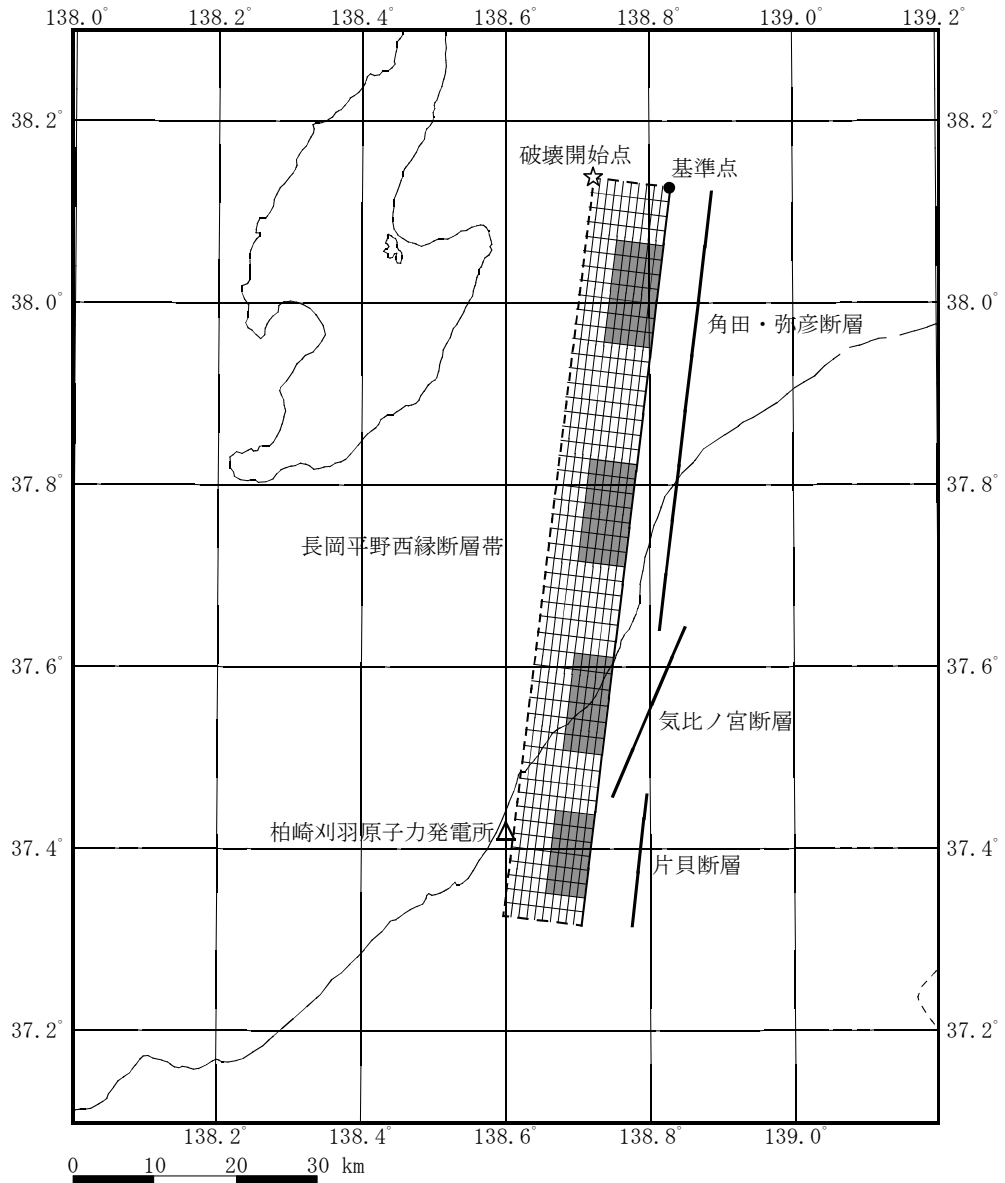 138.0° 138.2° 138.4° 138.6° 138.8° 139.0° 139.2°
38.2° 38.2°
破壊開始点
基準点
38.0° 38.0°
角田・弥彦断層
37.8° 37.8°
長岡平野西縁断層帯
37.6° 37.6°
気比ノ宮断層
柏崎刈羽原子力発電所
37.4° 37.4°
片貝断層
37.2° 37.2°
138.2° 138.4° 138.6° 138.8° 139.0°
0 10 20 30 km